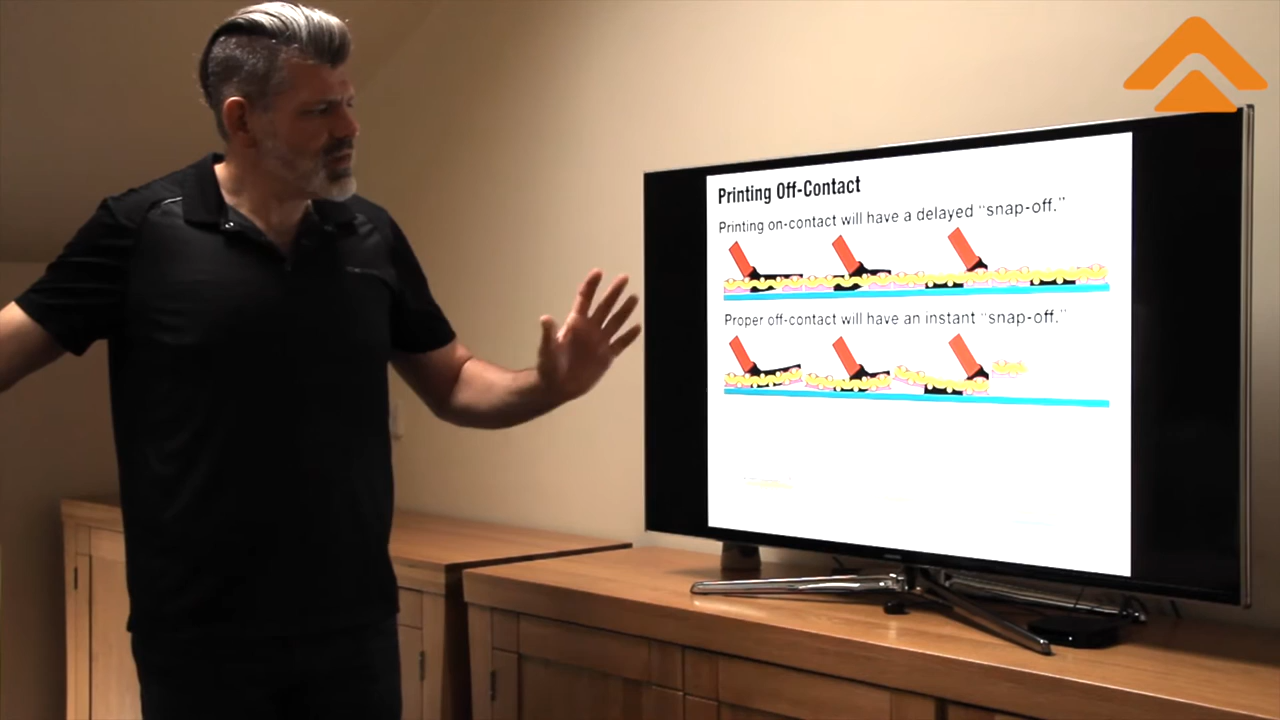 Printing Off-Contact
Printing on-contact will have a delayed “snap-off.”
Proper off-contact will have an instant “snap-off.”